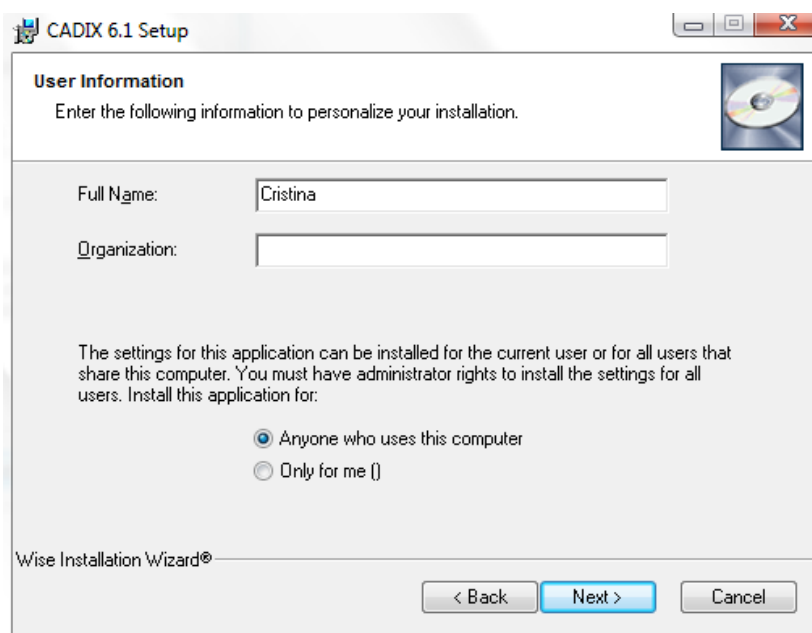 CADIX 6.1 Setup
User Information
Enter the following information to personalize your installation.
Full Name:
Cristina
Organization:
The settings for this application can be installed for the current user or for all users that
share this computer. You must have administrator rights to install the settings for all
users. Install this application for:
Anyone who uses this computer
Only for me ()
Wise Installation Wizard®
< Back
Next >
Cancel